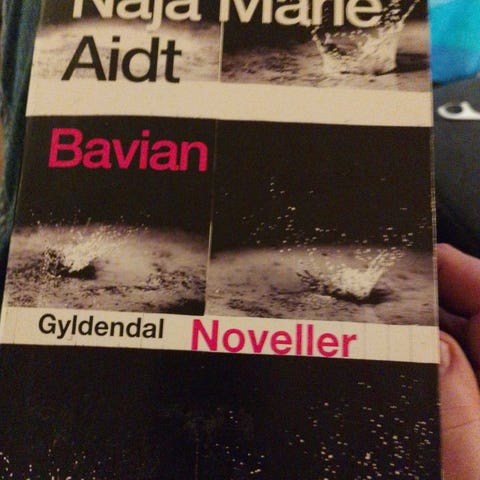 Naja Marie
Aidt
Bavian
Gyldendal
Noveller